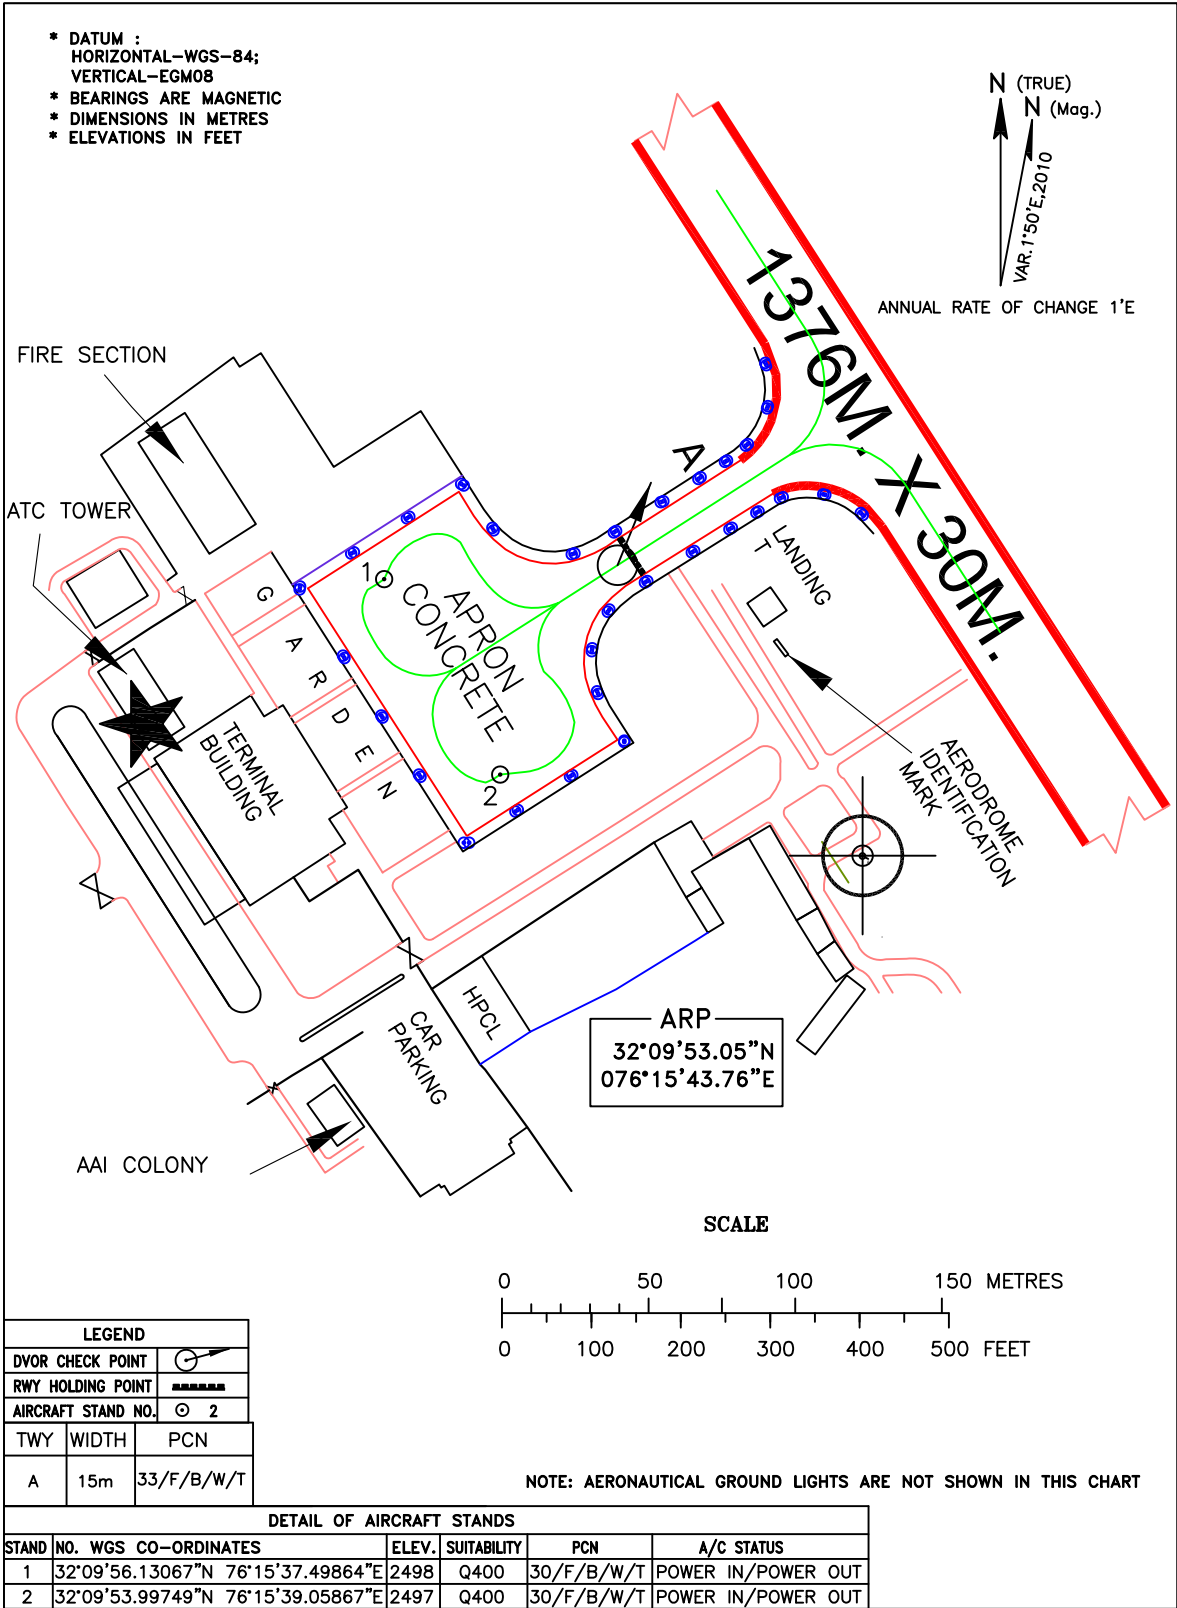 * DATUM :
HORIZONTAL-WGS-84;
VERTICAL-EGM08
* BEARINGS ARE MAGNETIC
* DIMENSIONS IN METRES
* ELEVATIONS IN FEET
N (TRUE)
N (Mag.)
VAR.1°50'E,2010
ANNUAL RATE OF CHANGE 1'E
1376M. X 30M.
FIRE SECTION
ATC TOWER
A
LANDING
T
1
APRON
CONCRETE
2
GARDEN
TERMINAL
BUILDING
AERODROME
IDENTIFICATION
MARK
HPCL
CAR
PARKING
ARP
32°09'53.05"N
076°15'43.76"E
AAI COLONY
SCALE
0 50 100 150 METRES
0 100 200 300 400 500 FEET
LEGEND
DVOR CHECK POINT
RWY HOLDING POINT
AIRCRAFT STAND NO. 2
TWY WIDTH PCN
A 15m 33/F/B/W/T
NOTE: AERONAUTICAL GROUND LIGHTS ARE NOT SHOWN IN THIS CHART
DETAIL OF AIRCRAFT STANDS
STAND NO. WGS CO-ORDINATES ELEV. SUITABILITY PCN A/C STATUS
1 32°09'56.13067"N 76°15'37.49864"E 2498 Q400 30/F/B/W/T POWER IN/POWER OUT
2 32°09'53.99749"N 76°15'39.05867"E 2497 Q400 30/F/B/W/T POWER IN/POWER OUT